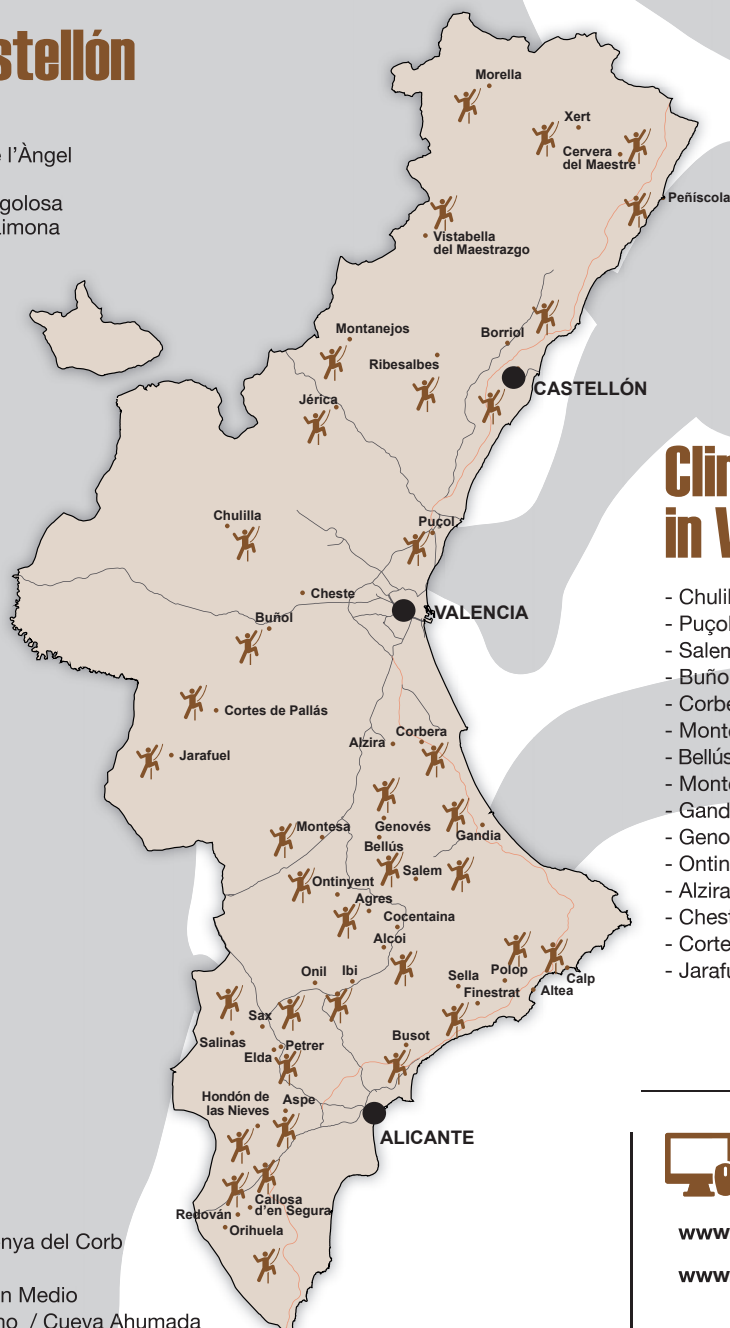 stellón
e l'Àngel
golosa
imona
Morella
Xert
Cervera
del Maestre
Peñíscola
Vistabella
del Maestrazgo
Montanejos
Borriol
Ribesalbes
CASTELLÓN
Jérica
Chulilla
Puçol
Cheste
VALENCIA
Buñol
Cortes de Pallás
Jarafuel
Corbera
Alzira
Montesa
Genovés
Gandia
Bellús
Salem
Ontinyent
Agres
Cocentaina
Alcoi
Onil
Ibi
Sella
Polop
Calp
Finestrat
Altea
Sax
Salinas
Petrer
Elda
Busot
Hondón de
las Nieves
Aspe
ALICANTE
Callosa
d'en Segura
Redován
Orihuela
Clin
in V
- Chulil
- Puçol
- Salem
- Buño
- Corbe
- Monte
- Bellús
- Monte
- Gand
- Geno
- Ontin
- Alzira
- Chest
- Corte
- Jarafu
www
www
nya del Corb
n Medio
no / Cueva Ahumada